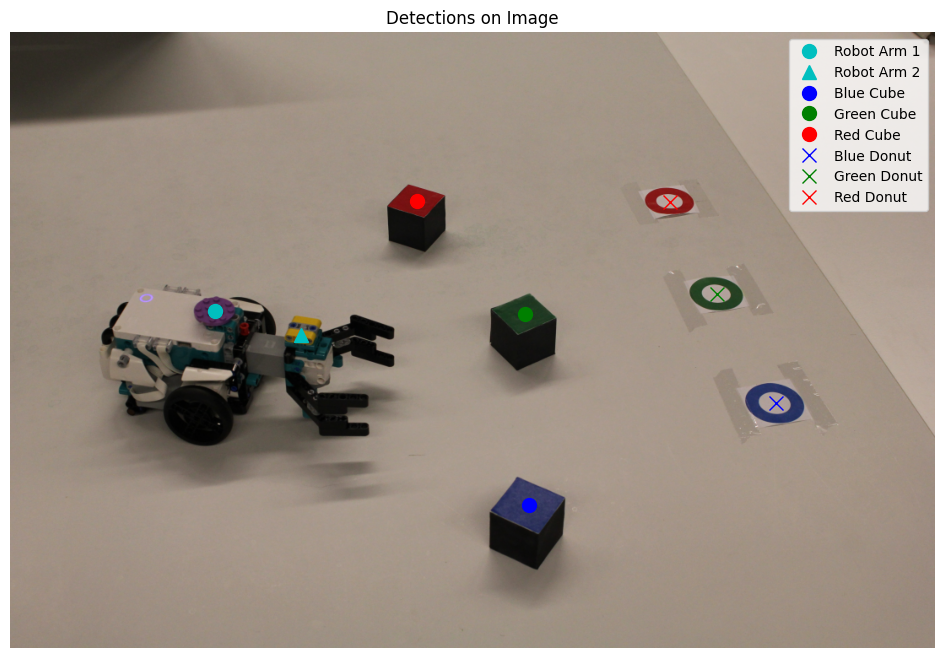 Detections on Image
Robot Arm 1
Robot Arm 2
Blue Cube
Green Cube
Red Cube
Blue Donut
Green Donut
Red Donut